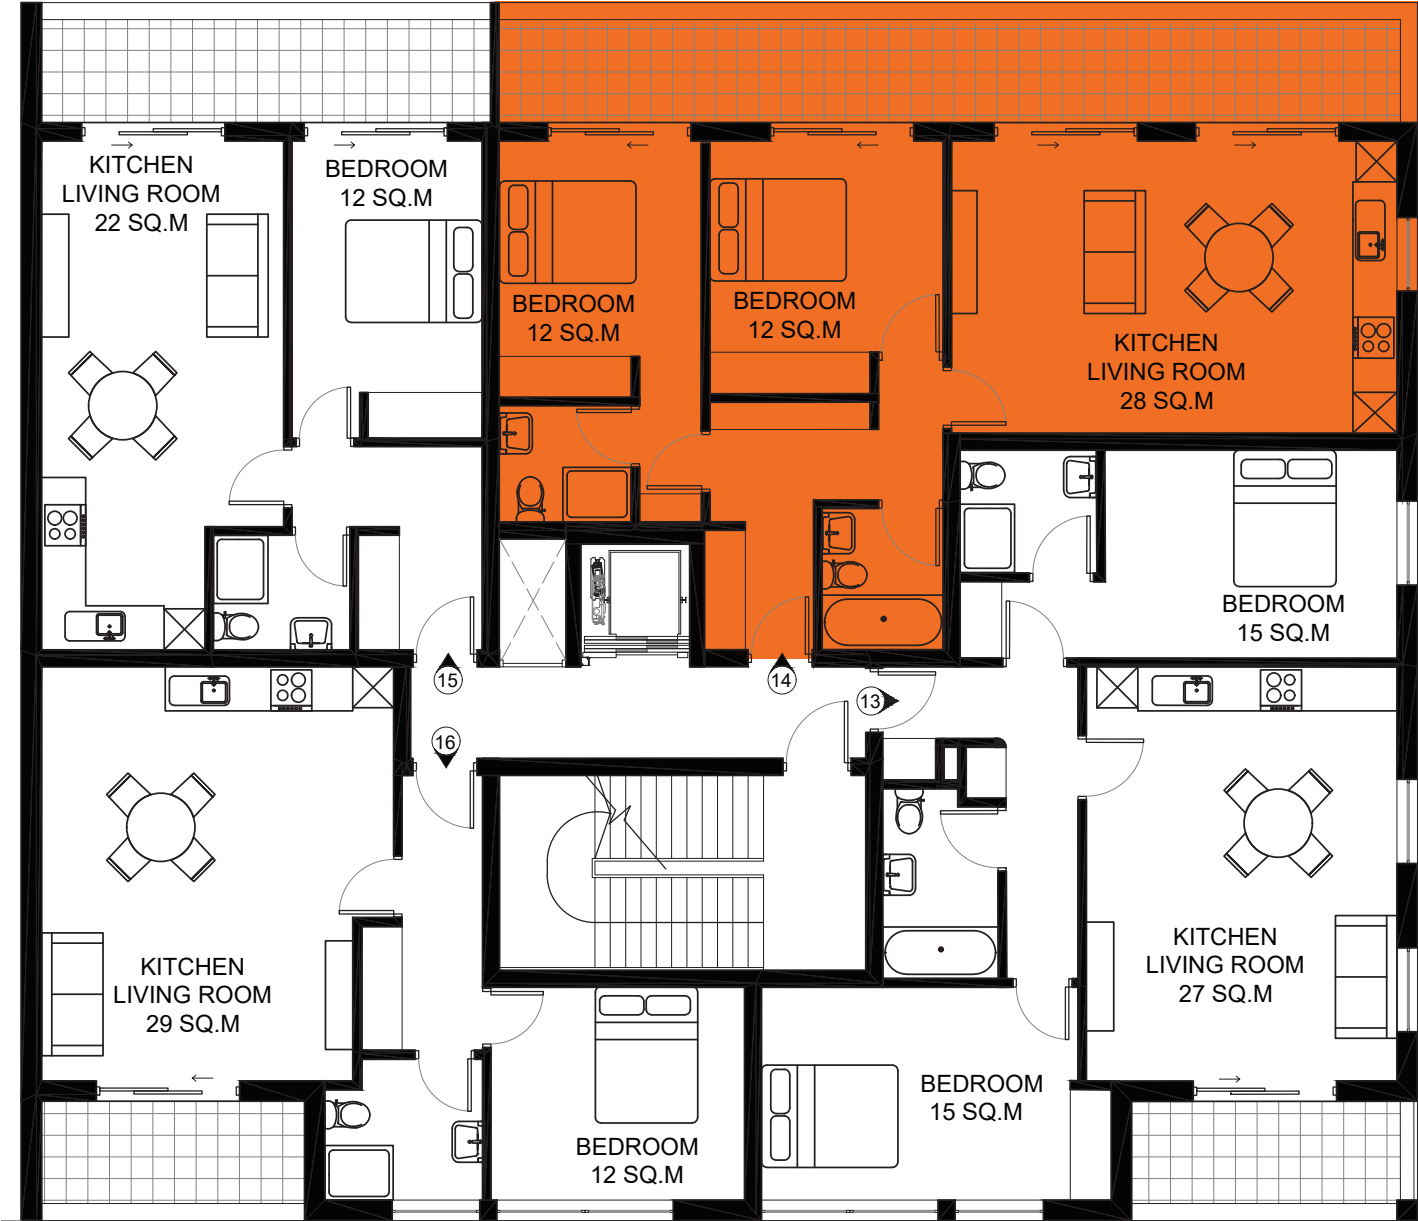 KITCHEN
LIVING ROOM
22 SQ.M
BEDROOM
12 SQ.M
BEDROOM
12 SQ.M
BEDROOM
12 SQ.M
KITCHEN
LIVING ROOM
28 SQ.M
BEDROOM
15 SQ.M
15
14
13
16
KITCHEN
LIVING ROOM
29 SQ.M
KITCHEN
LIVING ROOM
27 SQ.M
BEDROOM
12 SQ.M
BEDROOM
15 SQ.M